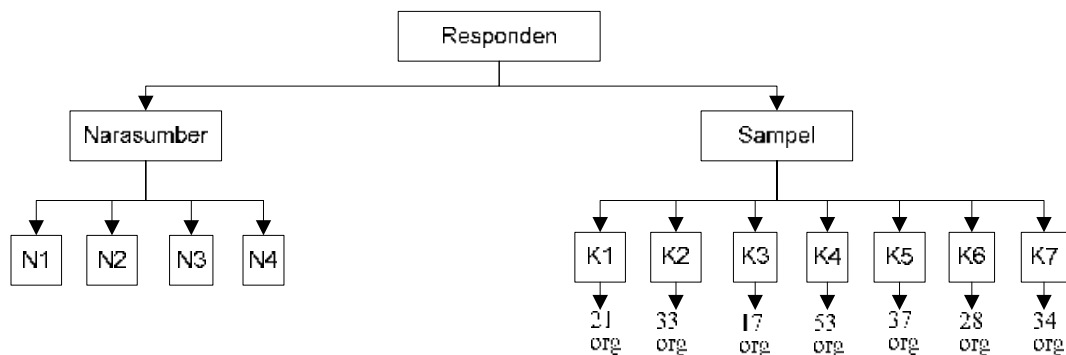 Responden
Narasumber
Sampel
N1
N2
N3
N4
K1
K2
K3
K4
K5
K6
K7
21
org
33
org
17
org
53
org
37
org
28
org
34
org